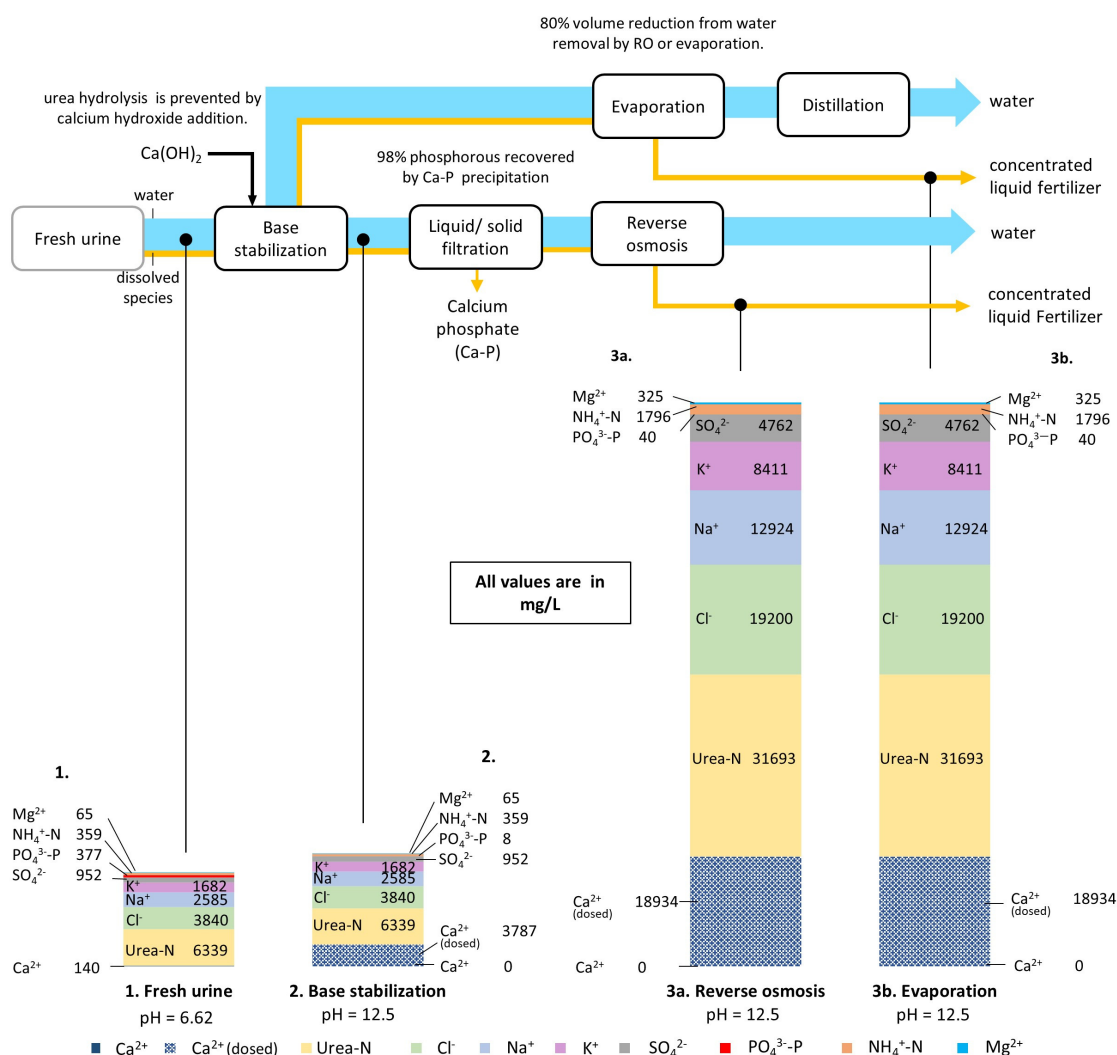 80% volume reduction from water
removal by RO or evaporation.
urea hydrolysis is prevented by
calcium hydroxide addition.
Evaporation
Distillation
water
Ca(OH)₂
98% phosphorous recovered
by Ca-P precipitation
concentrated
liquid fertilizer
water
Fresh urine
Base
stabilization
Liquid/ solid
filtration
Reverse
osmosis
water
dissolved
species
Calcium
phosphate
(Ca-P)
concentrated
liquid Fertilizer
3a.
3b.
Mg²⁺ 325
NH₄⁺-N 1796
PO₄³⁻-P 40
SO₄²⁻ 4762
K⁺ 8411
Na⁺ 12924
Cl⁻ 19200
Urea-N 31693
Ca²⁺ 18934
(dosed)
Ca²⁺ 0
Mg²⁺ 325
NH₄⁺-N 1796
PO₄³⁻P 40
SO₄²⁻ 4762
K⁺ 8411
Na⁺ 12924
Cl⁻ 19200
Urea-N 31693
Ca²⁺ 18934
(dosed)
Ca²⁺ 0
All values are in
mg/L
1.
Mg²⁺ 65
NH₄⁺-N 359
PO₄³⁻-P 377
SO₄²⁻ 952
K⁺ 1682
Na⁺ 2585
Cl⁻ 3840
Urea-N 6339
Ca²⁺ 140
2.
Mg²⁺ 65
NH₄⁺-N 359
PO₄³⁻-P 8
SO₄²⁻ 952
K⁺ 1682
Na⁺ 2585
Cl⁻ 3840
Urea-N 6339
Ca²⁺ 3787
(dosed)
Ca²⁺ 0
1. Fresh urine
pH = 6.62
2. Base stabilization
pH = 12.5
3a. Reverse osmosis
pH = 12.5
3b. Evaporation
pH = 12.5
Ca²⁺ Ca²⁺ (dosed) Urea-N Cl⁻ Na⁺ K⁺ SO₄²⁻ PO₄³⁻-P NH₄⁺-N Mg²⁺